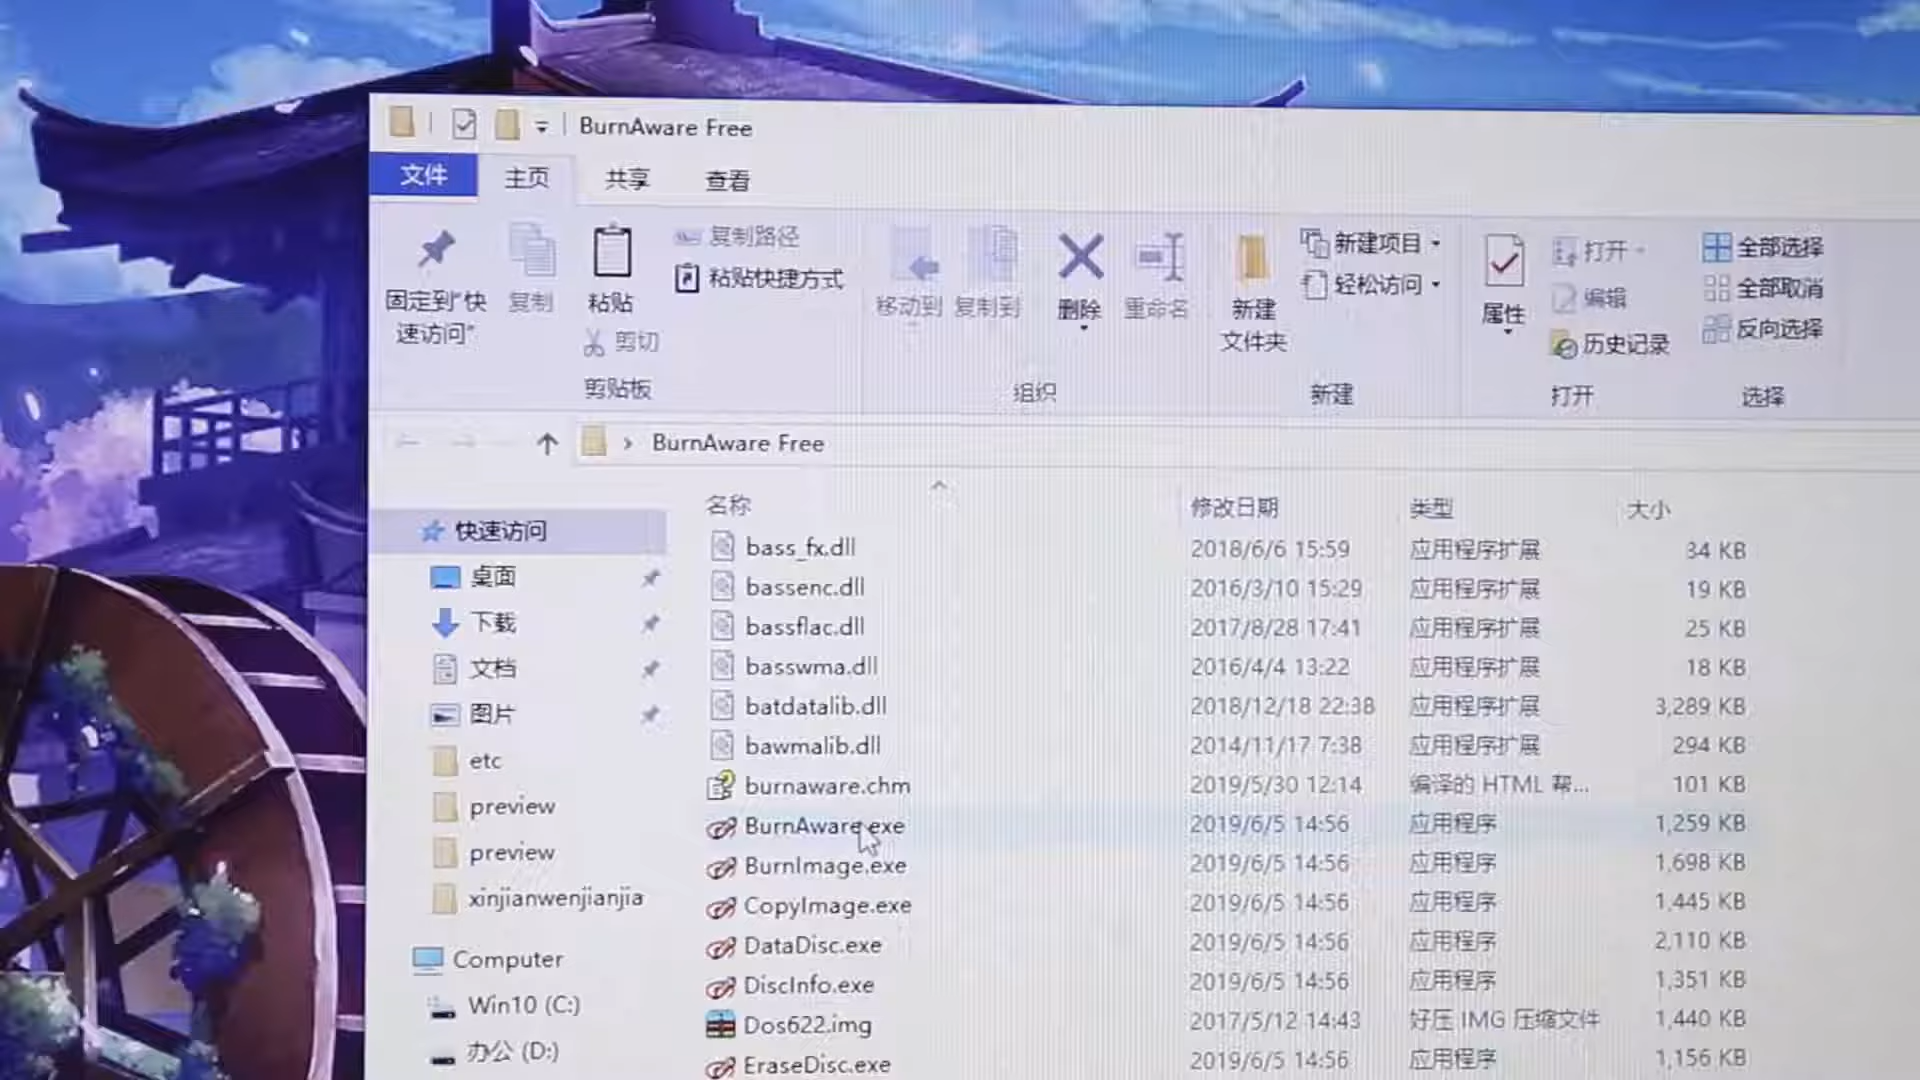 BurnAware Free
文件 主页 共享 查看
固定到"快速访问"
复制
粘贴
复制路径
粘贴快捷方式
剪切
剪贴板
移动到
复制到
删除
重命名
组织
新建文件夹
新建项目
轻松访问
新建
属性
打开
编辑
历史记录
打开
全部选择
全部取消
反向选择
选择
BurnAware Free
快速访问
桌面
下载
文档
图片
etc
preview
preview
xinjianwenjianjia
Computer
Win10 (C:)
办公 (D:)
名称 修改日期 类型 大小
bass_fx.dll 2018/6/6 15:59 应用程序扩展 34 KB
bassenc.dll 2016/3/10 15:29 应用程序扩展 19 KB
bassflac.dll 2017/8/28 17:41 应用程序扩展 25 KB
basswma.dll 2016/4/4 13:22 应用程序扩展 18 KB
batdatalib.dll 2018/12/18 22:38 应用程序扩展 3,289 KB
bawmalib.dll 2014/11/17 7:38 应用程序扩展 294 KB
burnaware.chm 2019/5/30 12:14 编译的 HTML 帮... 101 KB
BurnAware.exe 2019/6/5 14:56 应用程序 1,259 KB
BurnImage.exe 2019/6/5 14:56 应用程序 1,698 KB
CopyImage.exe 2019/6/5 14:56 应用程序 1,445 KB
DataDisc.exe 2019/6/5 14:56 应用程序 2,110 KB
DiscInfo.exe 2019/6/5 14:56 应用程序 1,351 KB
Dos622.img 2017/5/12 14:43 好压 IMG 压缩文件 1,440 KB
EraseDisc.exe 2019/6/5 14:56 应用程序 1,156 KB